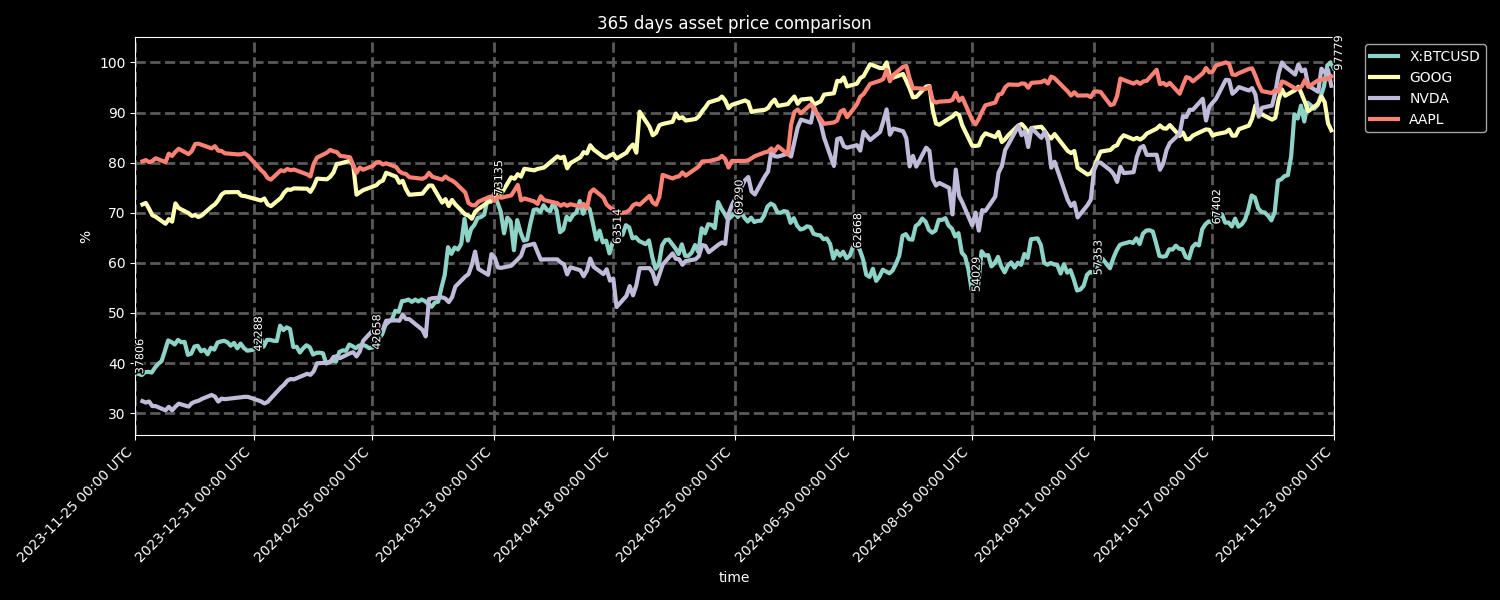 365 days asset price comparison
X:BTCUSD
GOOG
NVDA
AAPL
%
100
90
80
70
60
50
40
30
37806
42288
42658
73135
63514
69290
62668
54029
57353
67402
97779
2023-11-25 00:00 UTC
2023-12-31 00:00 UTC
2024-02-05 00:00 UTC
2024-03-13 00:00 UTC
2024-04-18 00:00 UTC
2024-05-25 00:00 UTC
2024-06-30 00:00 UTC
2024-08-05 00:00 UTC
2024-09-11 00:00 UTC
2024-10-17 00:00 UTC
2024-11-23 00:00 UTC
time